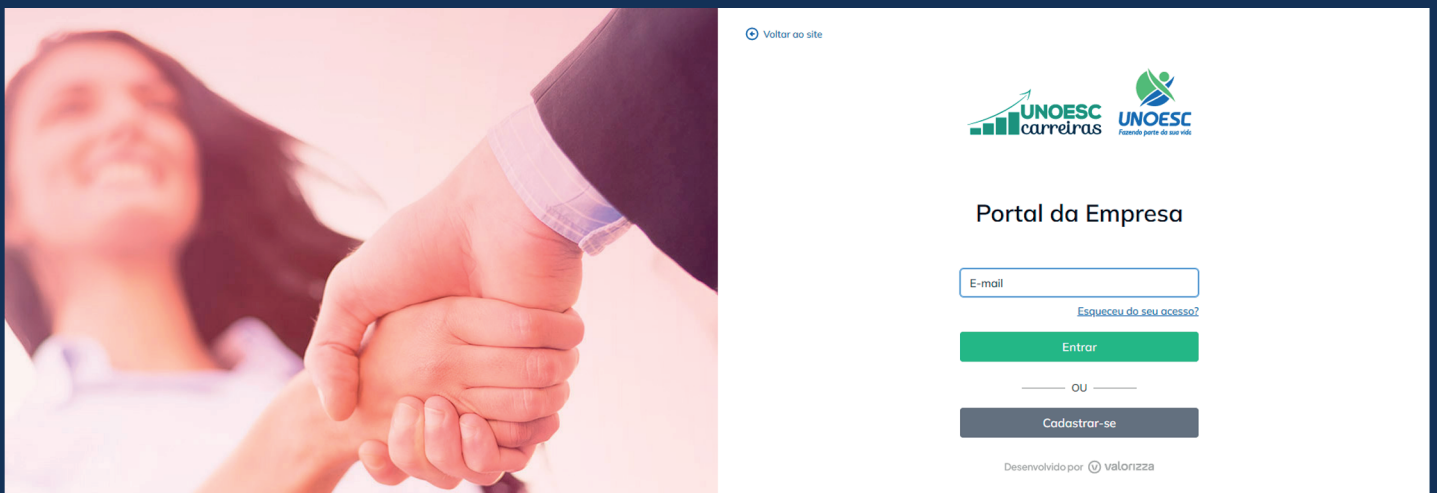 Voltar ao site
UNOESC
carreiras
UNOESC
Fazendo parte da sua vida
Portal da Empresa
E-mail
Esqueceu do seu acesso?
Entrar
OU
Cadastrar-se
Desenvolvido por valorizza